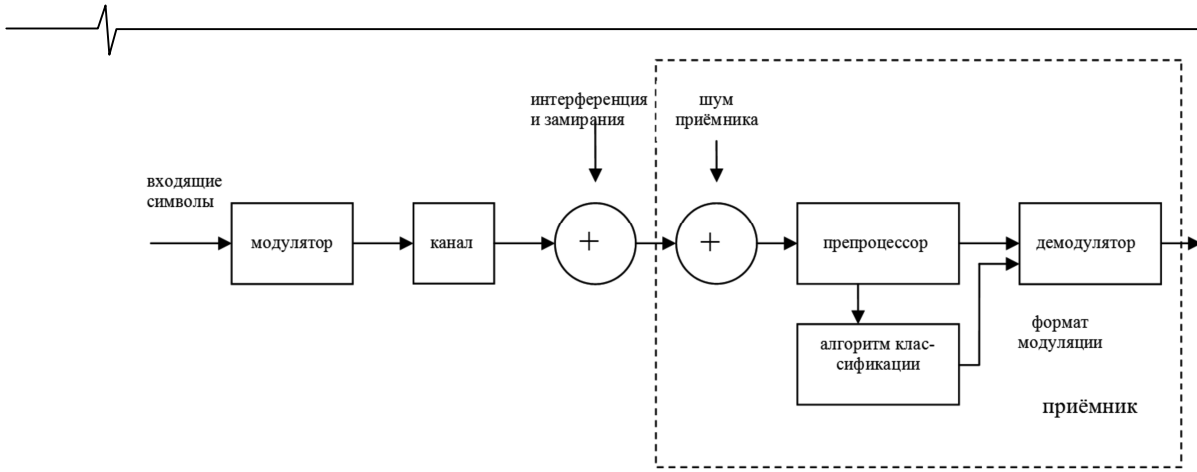 интерференция
и замирания
шум
приёмника
входящие
символы
модулятор
канал
+
+
препроцессор
демодулятор
алгоритм клас-
сификации
формат
модуляции
приёмник